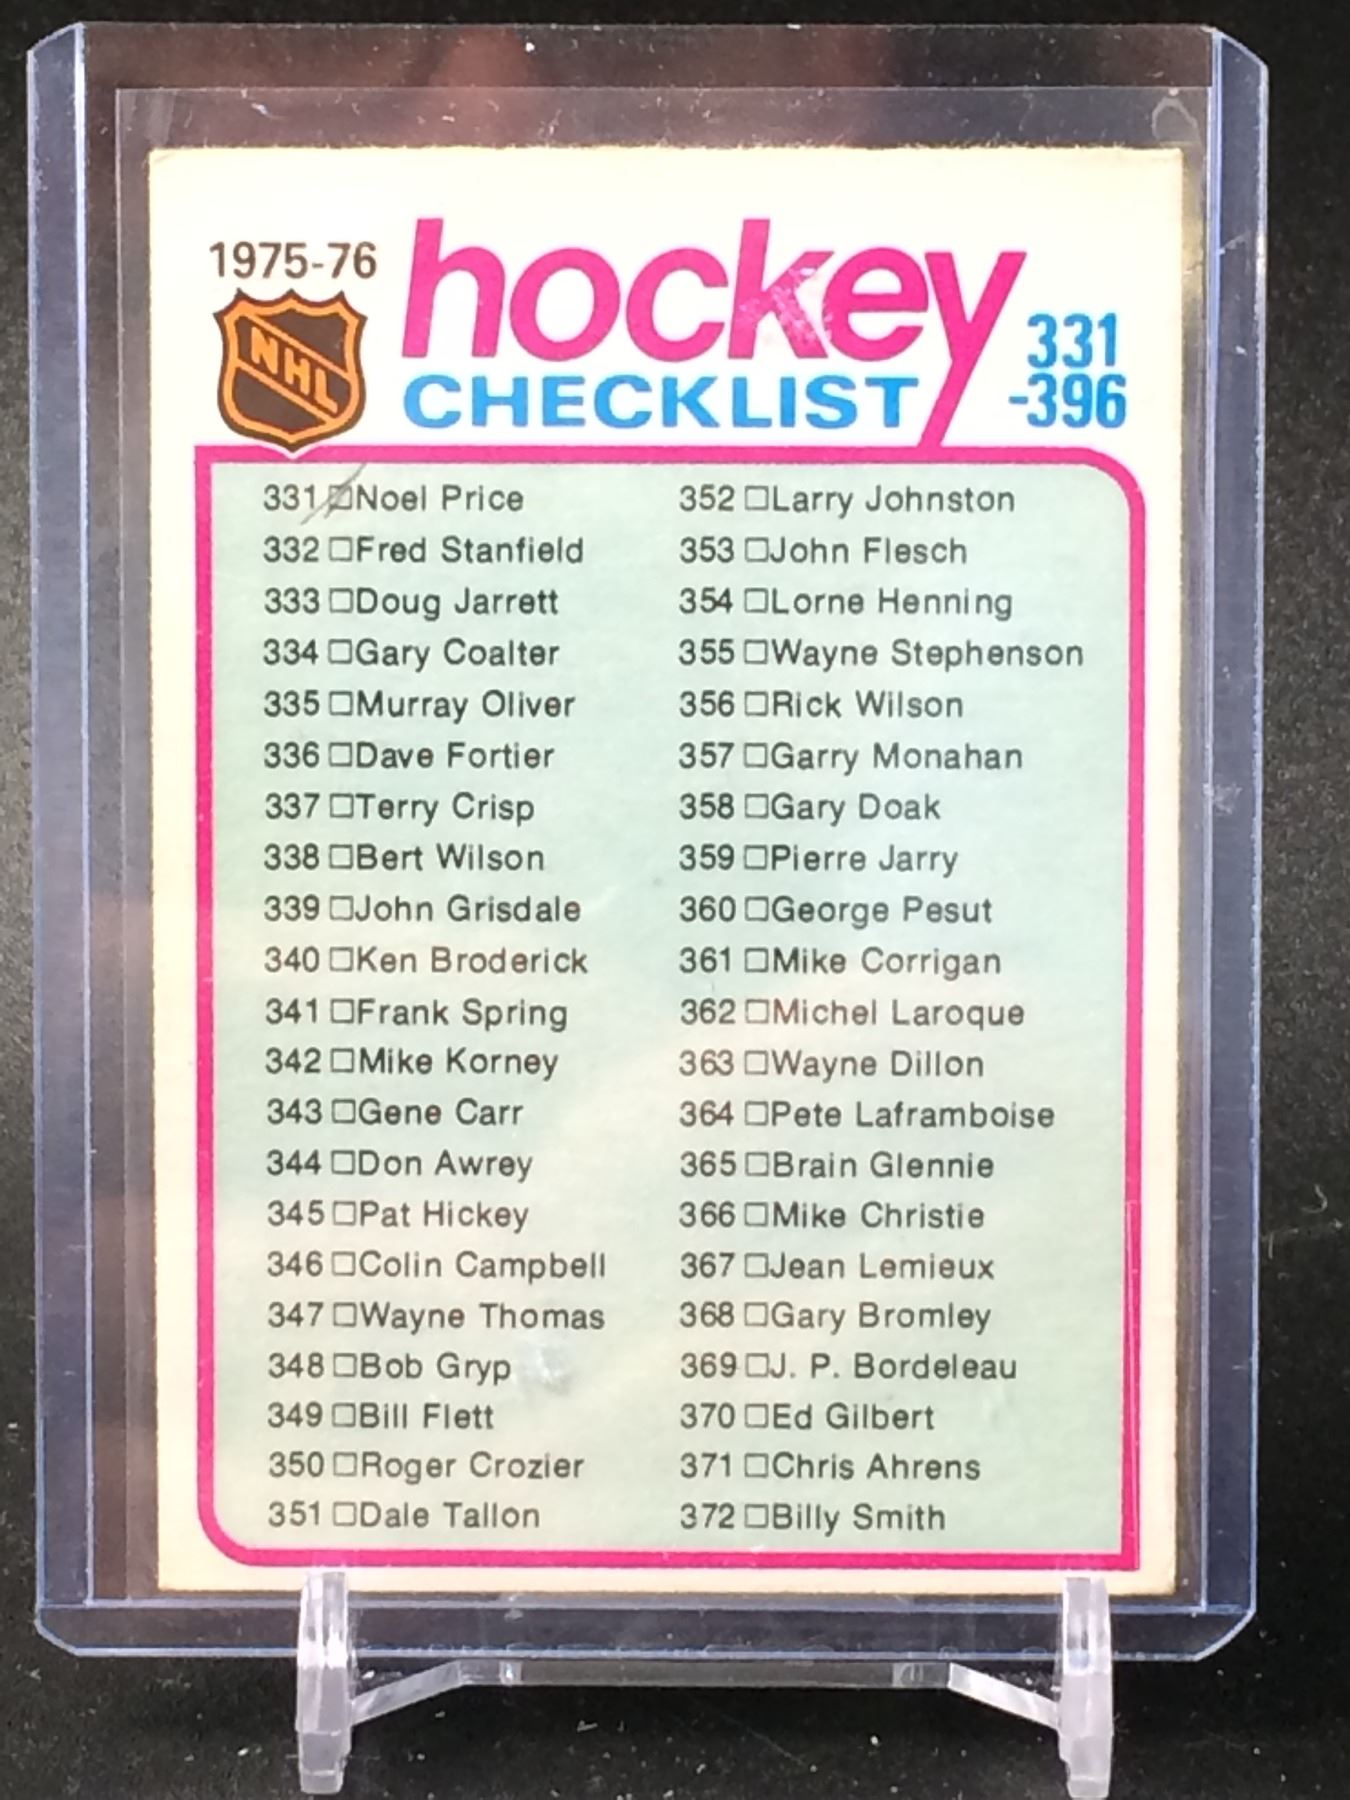 1975-76
hockey
CHECKLIST
331
-396
NHL
331 Noel Price
332 Fred Stanfield
333 Doug Jarrett
334 Gary Coalter
335 Murray Oliver
336 Dave Fortier
337 Terry Crisp
338 Bert Wilson
339 John Grisdale
340 Ken Broderick
341 Frank Spring
342 Mike Korney
343 Gene Carr
344 Don Awrey
345 Pat Hickey
346 Colin Campbell
347 Wayne Thomas
348 Bob Gryp
349 Bill Flett
350 Roger Crozier
351 Dale Tallon
352 Larry Johnston
353 John Flesch
354 Lorne Henning
355 Wayne Stephenson
356 Rick Wilson
357 Garry Monahan
358 Gary Doak
359 Pierre Jarry
360 George Pesut
361 Mike Corrigan
362 Michel Laroque
363 Wayne Dillon
364 Pete Laframboise
365 Brain Glennie
366 Mike Christie
367 Jean Lemieux
368 Gary Bromley
369 J. P. Bordeleau
370 Ed Gilbert
371 Chris Ahrens
372 Billy Smith